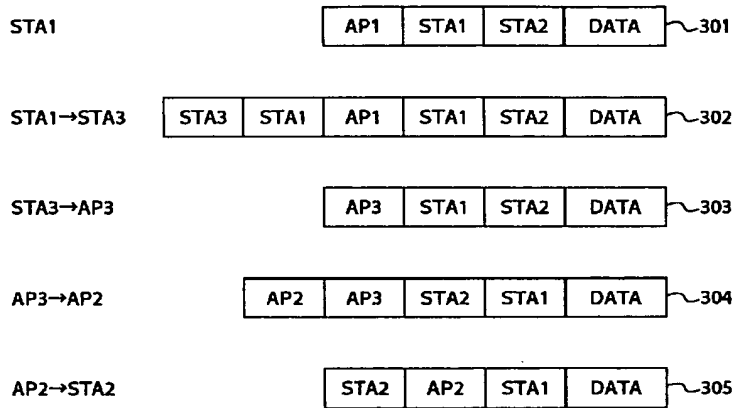 STA1 AP1 STA1 STA2 DATA 301
STA1→STA3 STA3 STA1 AP1 STA1 STA2 DATA 302
STA3→AP3 AP3 STA1 STA2 DATA 303
AP3→AP2 AP2 AP3 STA2 STA1 DATA 304
AP2→STA2 STA2 AP2 STA1 DATA 305